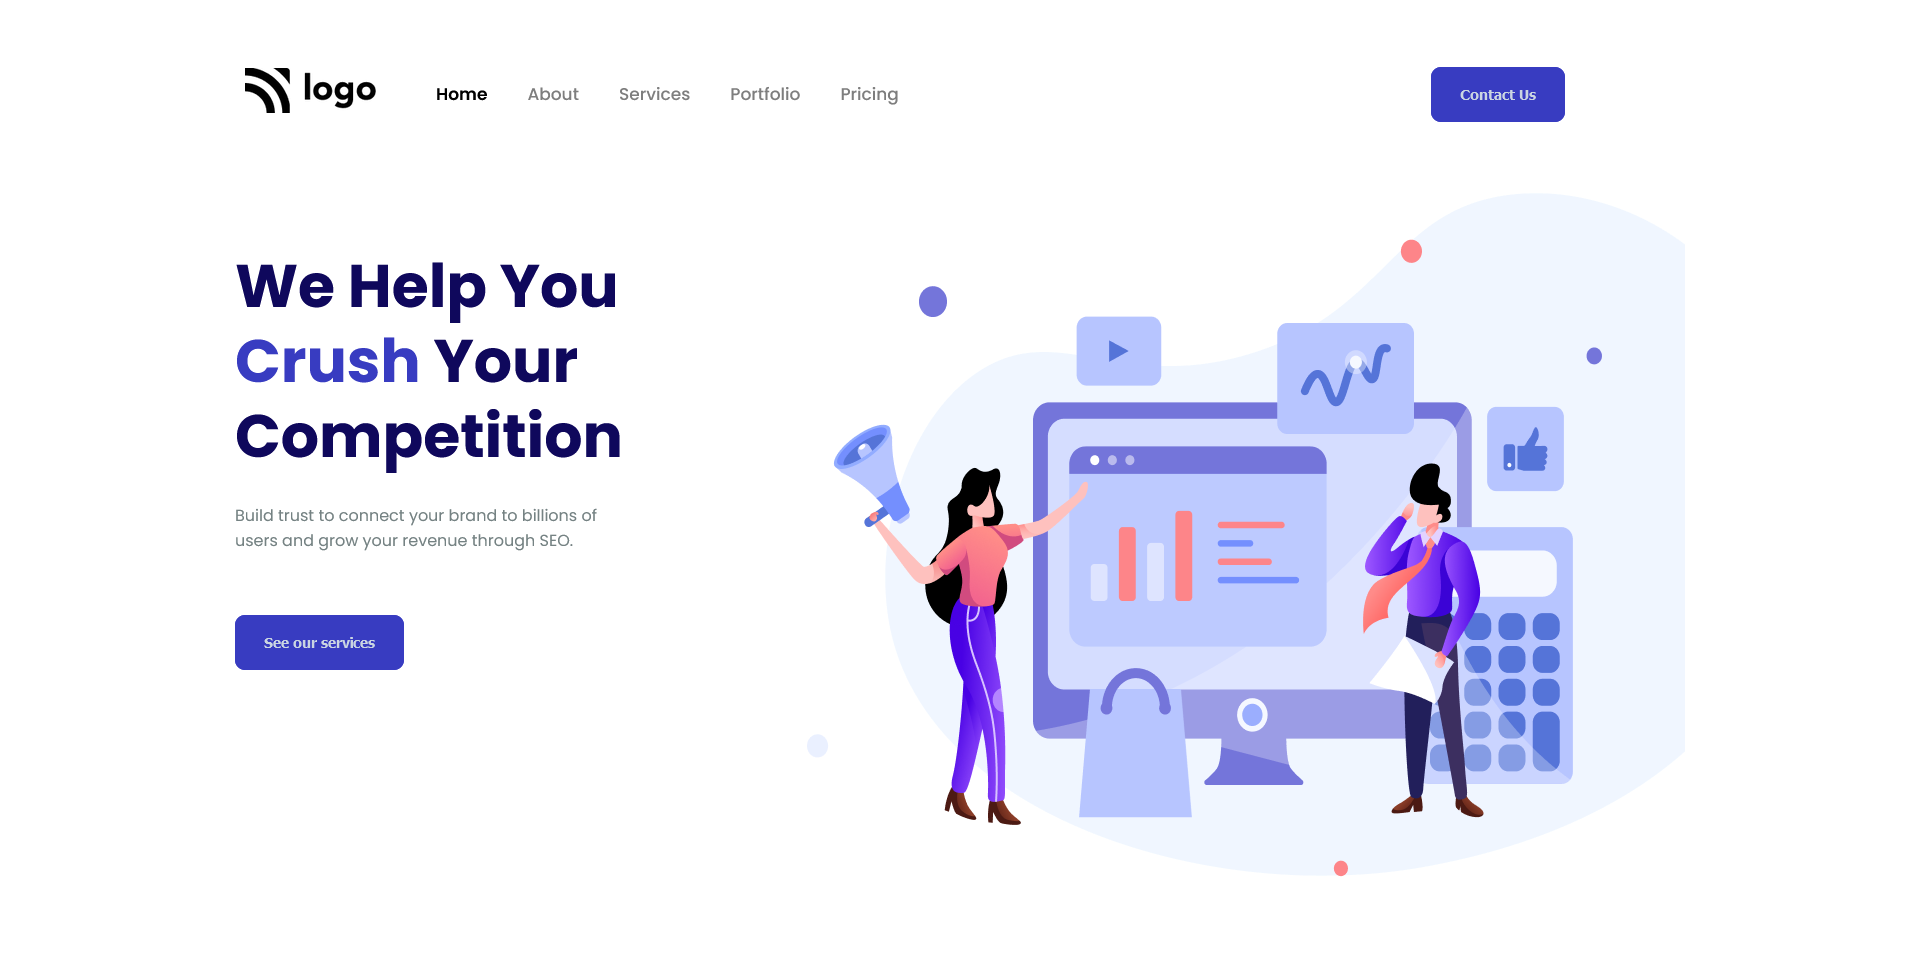 logo
Home
About
Services
Portfolio
Pricing
Contact Us
We Help You
Crush Your
Competition
Build trust to connect your brand to billions of
users and grow your revenue through SEO.
See our services